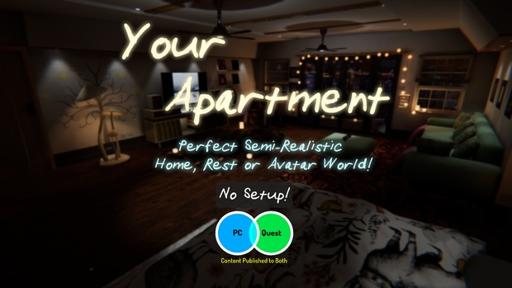 Your
Apartment
Perfect Semi-Realistic
Home, Rest or Avatar World!
No Setup!
PC Quest
Content Published to Both